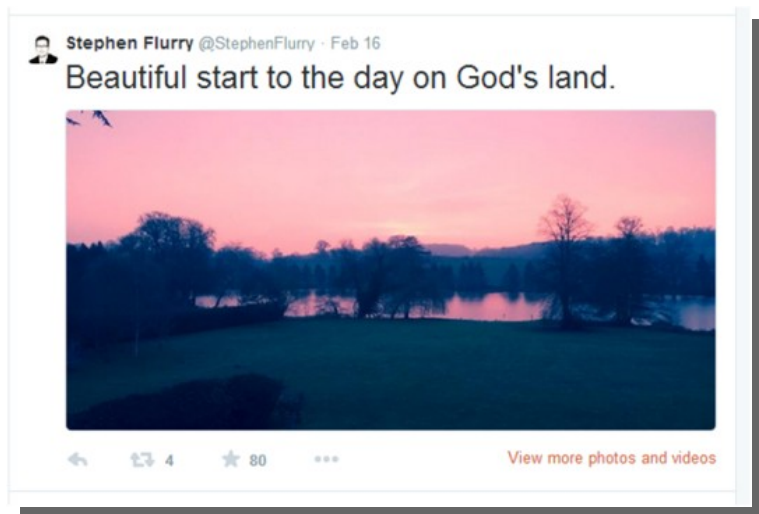 Stephen Flurry @StephenFlurry · Feb 16
Beautiful start to the day on God's land.
4 80 View more photos and videos